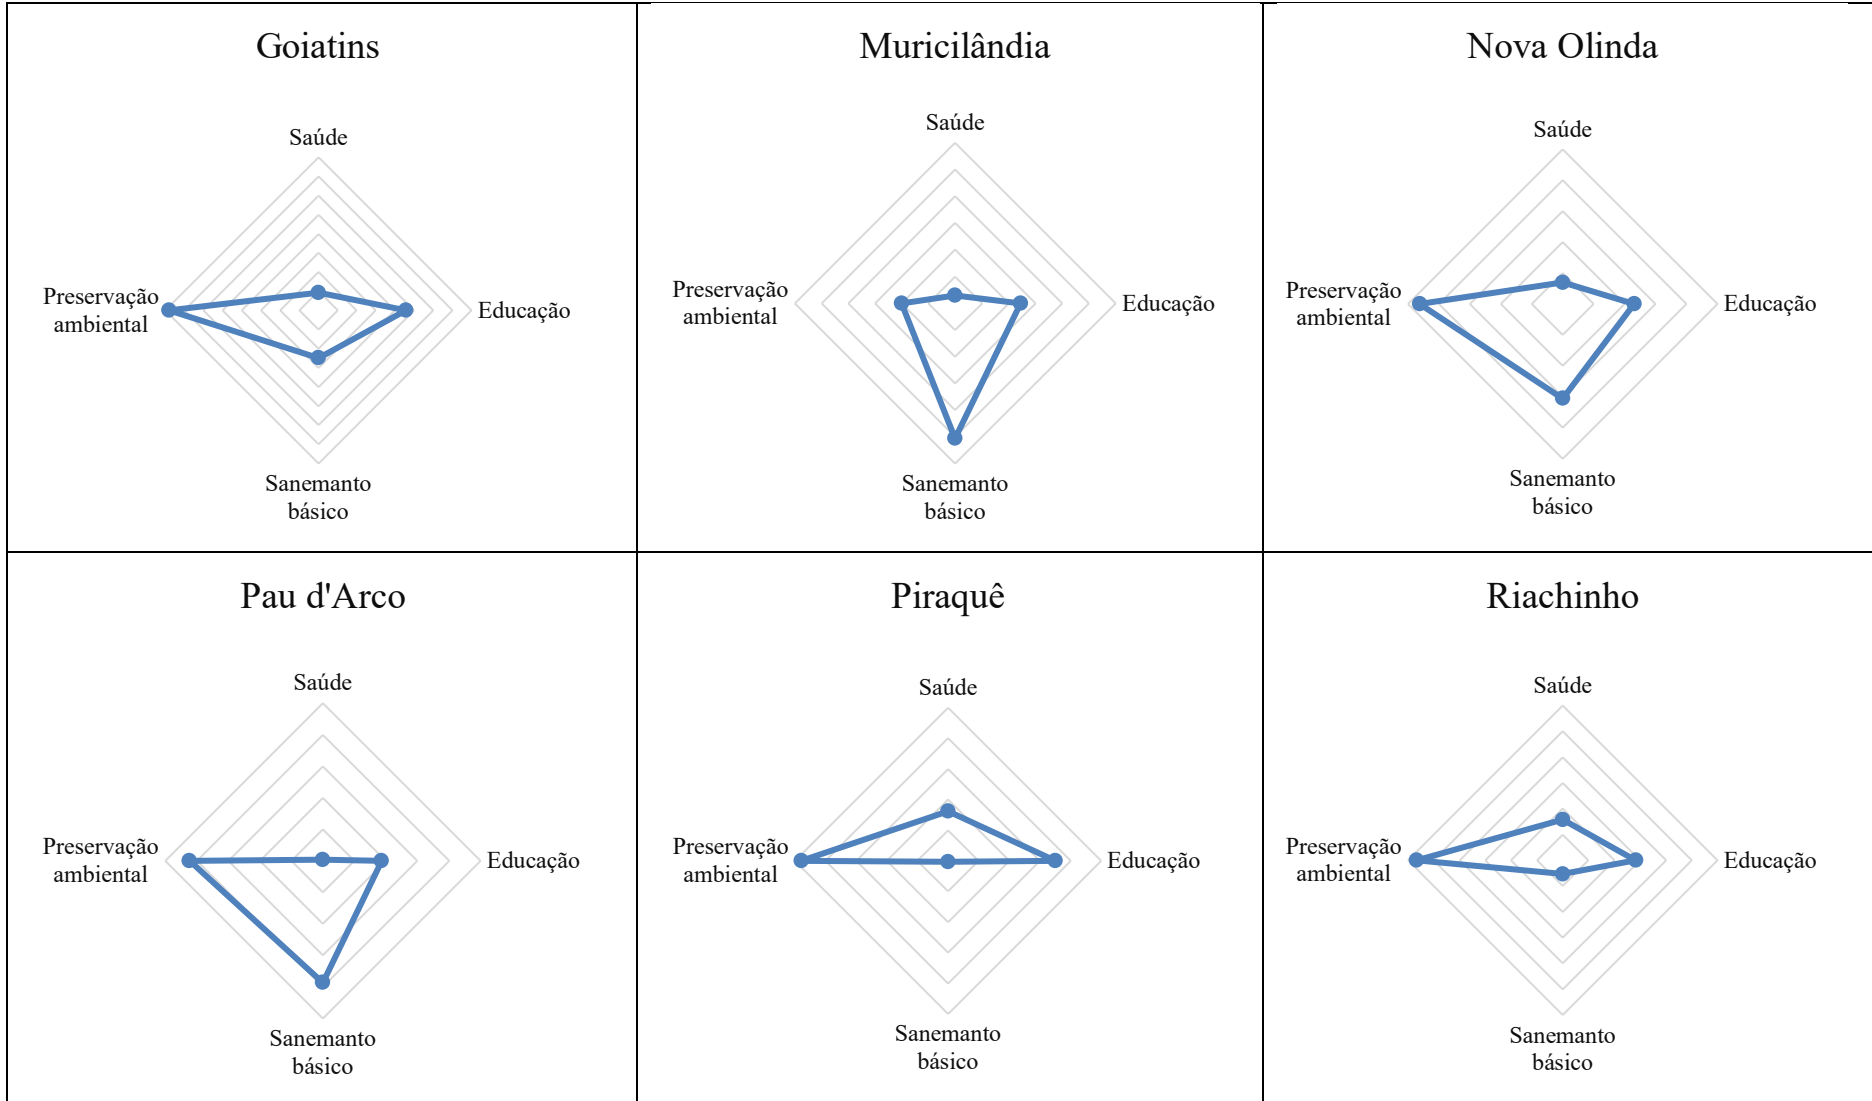 Goiatins
Saúde
Preservação
ambiental
Educação
Sanemanto
básico
Muricilândia
Saúde
Preservação
ambiental
Educação
Sanemanto
básico
Nova Olinda
Saúde
Preservação
ambiental
Educação
Sanemanto
básico
Pau d'Arco
Saúde
Preservação
ambiental
Educação
Sanemanto
básico
Piraquê
Saúde
Preservação
ambiental
Educação
Sanemanto
básico
Riachinho
Saúde
Preservação
ambiental
Educação
Sanemanto
básico